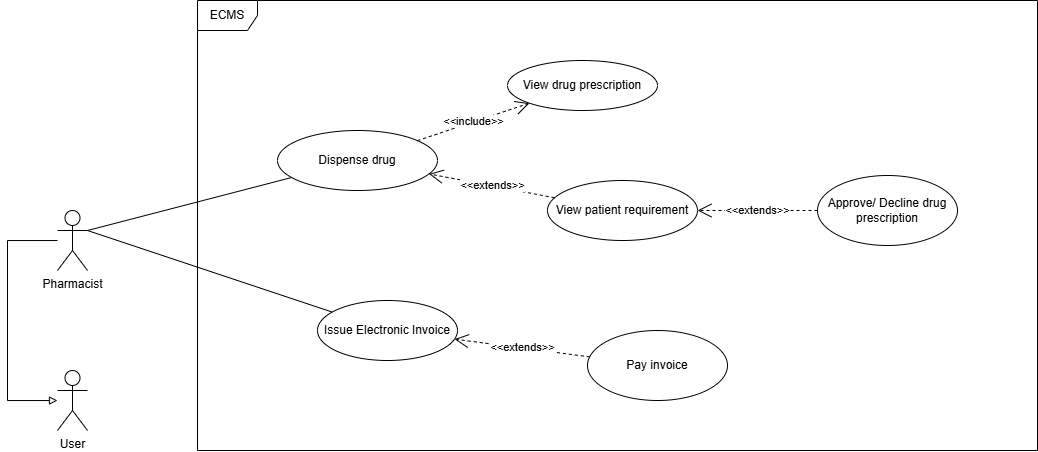 ECMS
View drug prescription
<<include>>
Dispense drug
<<extends>>
View patient requirement
<<extends>>
Approve/ Decline drug
prescription
Pharmacist
Issue Electronic Invoice
<<extends>>
Pay invoice
User